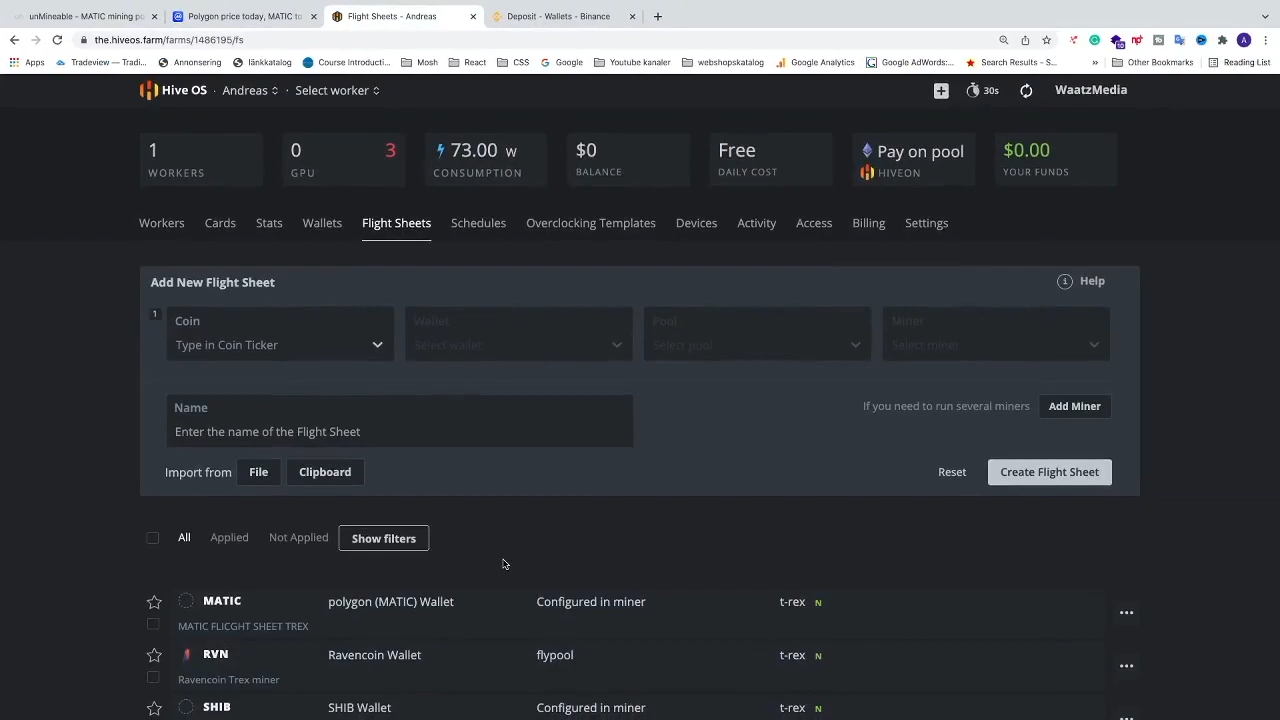 unMineable - MATIC mining po
Polygon price today, MATIC to
Flight Sheets - Andreas
Deposit - Wallets - Binance
the.hiveos.farm/farms/1486195/fs
Apps
Tradeview – Tradi...
Annonsering
länkkatalog
Course Introducti...
Mosh
React
CSS
Google
Youtube kanaler
webshopskatalog
Google Analytics
Google AdWords:...
Search Results - S...
»
Other Bookmarks
Reading List
Hive OS · Andreas
Select worker
30s
WaatzMedia
1
WORKERS
0 3
GPU
73.00 W
CONSUMPTION
$0
BALANCE
Free
DAILY COST
Pay on pool
HIVEON
$0.00
YOUR FUNDS
Workers
Cards
Stats
Wallets
Flight Sheets
Schedules
Overclocking Templates
Devices
Activity
Access
Billing
Settings
Add New Flight Sheet
Help
1
Coin
Type in Coin Ticker
Wallet
Select wallet
Pool
Select pool
Miner
Select miner
Name
Enter the name of the Flight Sheet
If you need to run several miners
Add Miner
Import from
File
Clipboard
Reset
Create Flight Sheet
All
Applied
Not Applied
Show filters
MATIC
polygon (MATIC) Wallet
Configured in miner
t-rex N
MATIC FLICGHT SHEET TREX
RVN
Ravencoin Wallet
flypool
t-rex N
Ravencoin Trex miner
SHIB
SHIB Wallet
Configured in miner
t-rex N